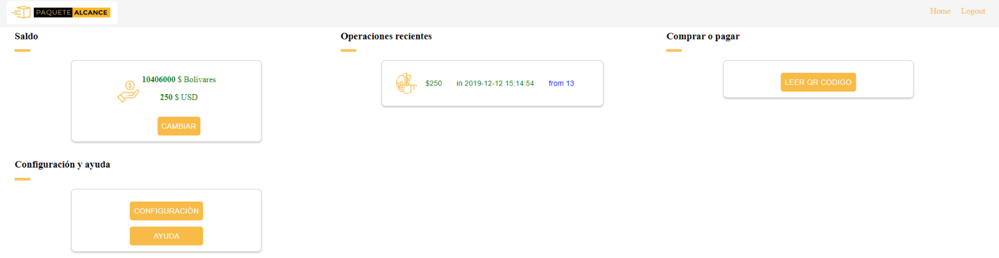 PAQUETE ALCANCE
Home Logout
Saldo
10406000 $ Bolívares
250 $ USD
CAMBIAR
Operaciones recientes
$250 in 2019-12-12 15:14:54 from 13
Comprar o pagar
LEER QR CODIGO
Configuración y ayuda
CONFIGURACIÓN
AYUDA